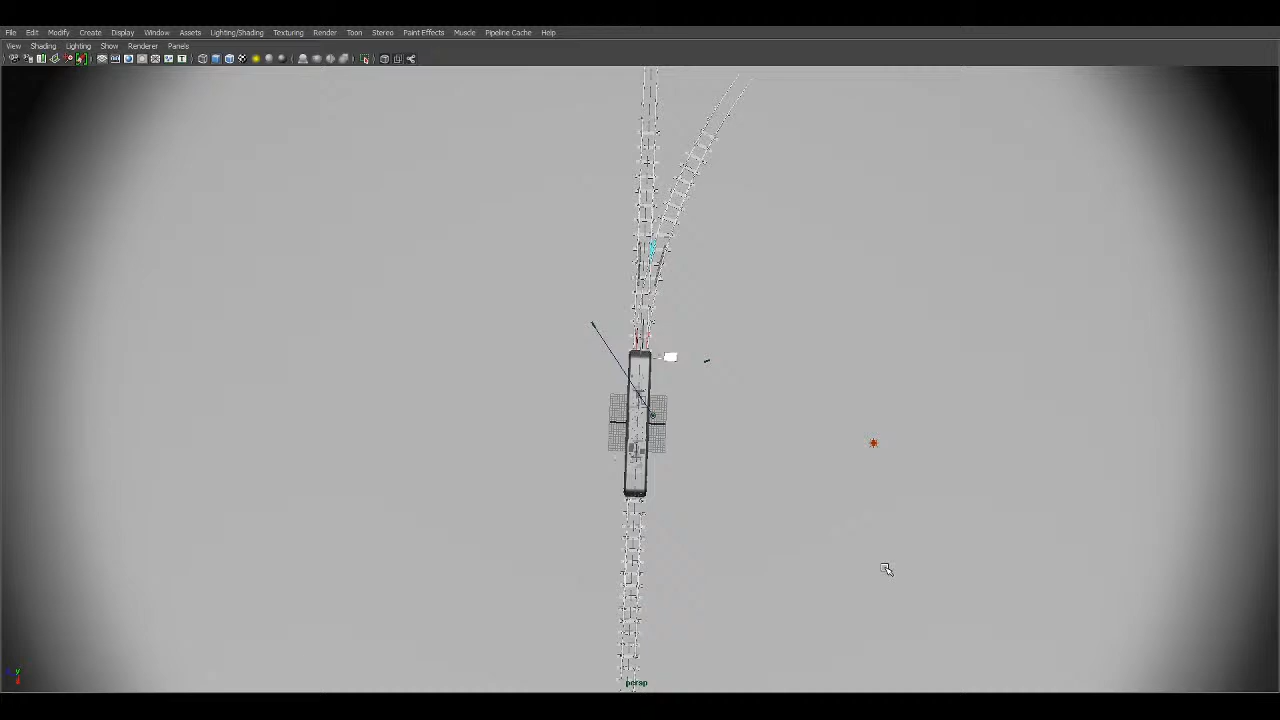 File Edit Modify Create Display Window Assets Lighting/Shading Texturing Render Toon Stereo Paint Effects Muscle Pipeline Cache Help
View Shading Lighting Show Renderer Panels
y
persp